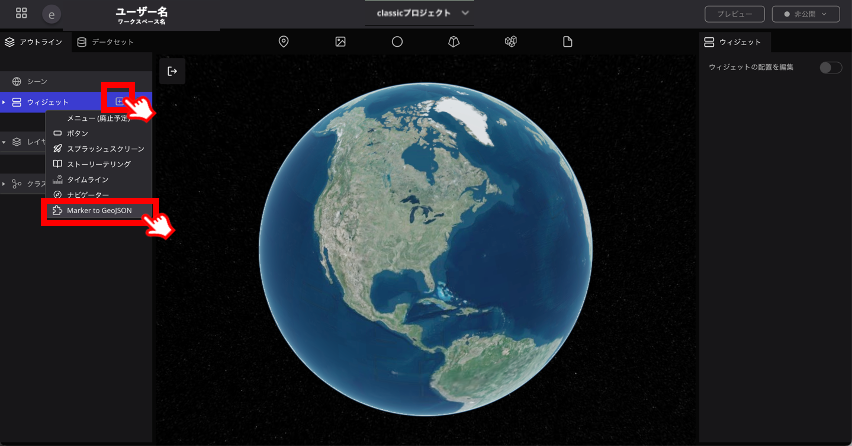 e
ユーザー名
ワークスペース名
classicプロジェクト
プレビュー
非公開
アウトライン
データセット
ウィジェット
シーン
ウィジェットの配置を編集
ウィジェット
メニュー (廃止予定)
ボタン
スプラッシュスクリーン
レイヤ
ストーリーテリング
タイムライン
クラス
ナビゲーター
Marker to GeoJSON